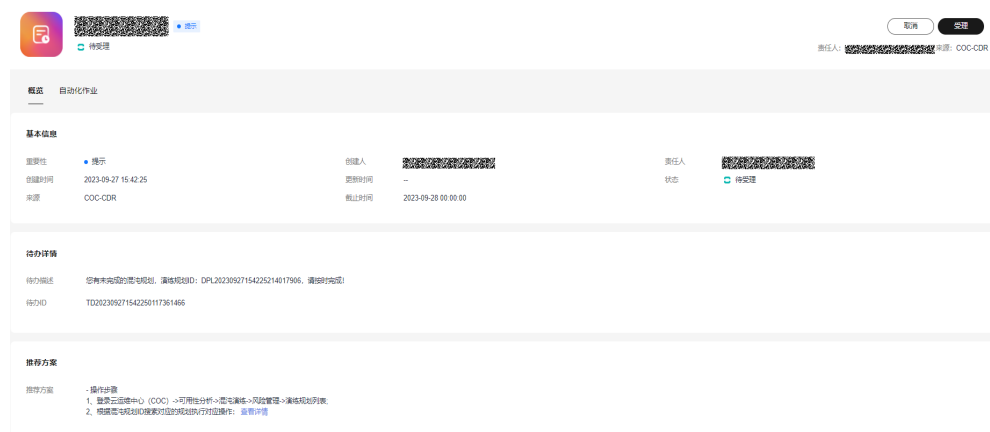 提示
取消
受理
待受理
责任人：
来源： COC-CDR
概览
自动化作业
基本信息
重要性 提示 创建人 责任人
创建时间 2023-09-27 15:42:25 更新时间 -- 状态 待受理
来源 COC-CDR 截止时间 2023-09-28 00:00:00
待办详情
待办描述 您有未完成的混沌规划，演练规划ID：DPL20230927154225214017906，请按时完成！
待办ID TD202309271542250117361466
推荐方案
推荐方案 - 操作步骤
1、登录云运维中心（COC）->可用性分析->混沌演练->风险管理->演练规划列表;
2、根据混沌规划ID搜索对应的规划执行对应操作： 查看详情